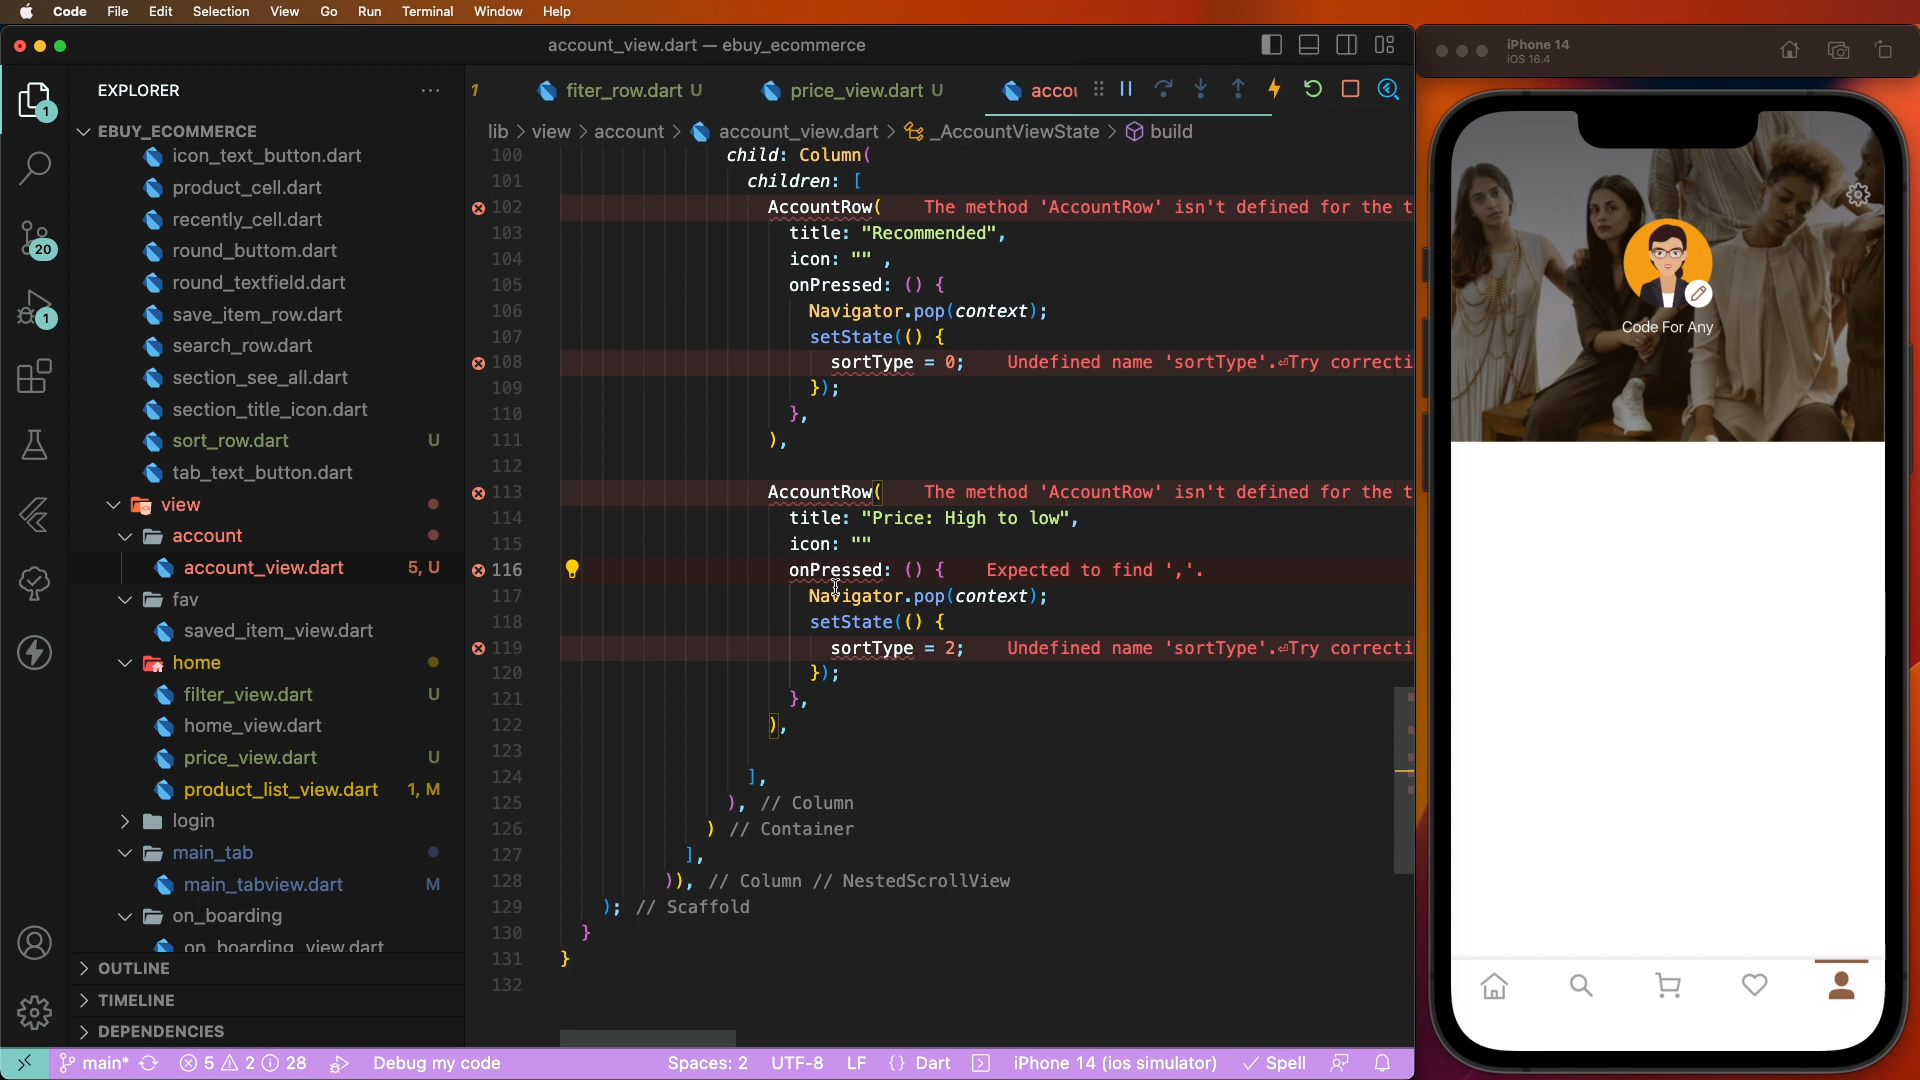 Code File Edit Selection View Go Run Terminal Window Help
account_view.dart — ebuy_ecommerce
EXPLORER
1
fiter_row.dart U
price_view.dart U
accou
EBUY_ECOMMERCE
lib > view > account > account_view.dart > _AccountViewState > build
icon_text_button.dart
product_cell.dart
recently_cell.dart
round_buttom.dart
round_textfield.dart
save_item_row.dart
search_row.dart
section_see_all.dart
section_title_icon.dart
sort_row.dart U
tab_text_button.dart
view
account
account_view.dart 5, U
fav
saved_item_view.dart
home
filter_view.dart U
home_view.dart
price_view.dart U
product_list_view.dart 1, M
login
main_tab
main_tabview.dart M
on_boarding
on_boarding_view.dart
OUTLINE
TIMELINE
DEPENDENCIES
1
20
1
100 child: Column(
101 children: [
102 AccountRow( The method 'AccountRow' isn't defined for the t
103 title: "Recommended",
104 icon: "" ,
105 onPressed: () {
106 Navigator.pop(context);
107 setState(() {
108 sortType = 0; Undefined name 'sortType'.⏎Try correcti
109 });
110 },
111 ),
112
113 AccountRow( The method 'AccountRow' isn't defined for the t
114 title: "Price: High to low",
115 icon: ""
116 onPressed: () { Expected to find ','.
117 Navigator.pop(context);
118 setState(() {
119 sortType = 2; Undefined name 'sortType'.⏎Try correcti
120 });
121 },
122 ),
123
124 ],
125 ), // Column
126 ) // Container
127 ],
128 )), // Column // NestedScrollView
129 ); // Scaffold
130 }
131 }
132
main* 5 2 28 Debug my code Spaces: 2 UTF-8 LF {} Dart iPhone 14 (ios simulator) Spell
iPhone 14
iOS 16.4
Code For Any